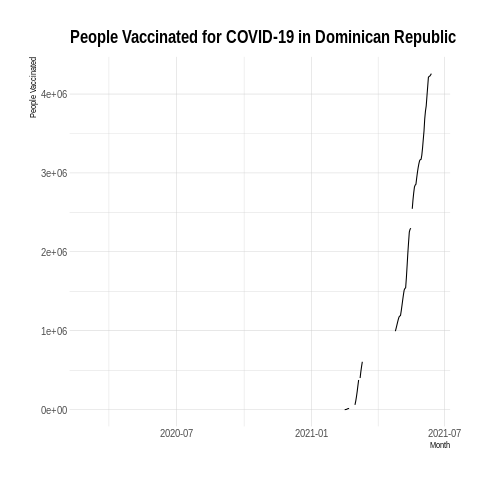 People Vaccinated for COVID-19 in Dominican Republic
People Vaccinated
4e+06
3e+06
2e+06
1e+06
0e+00
2020-07
2021-01
2021-07
Month